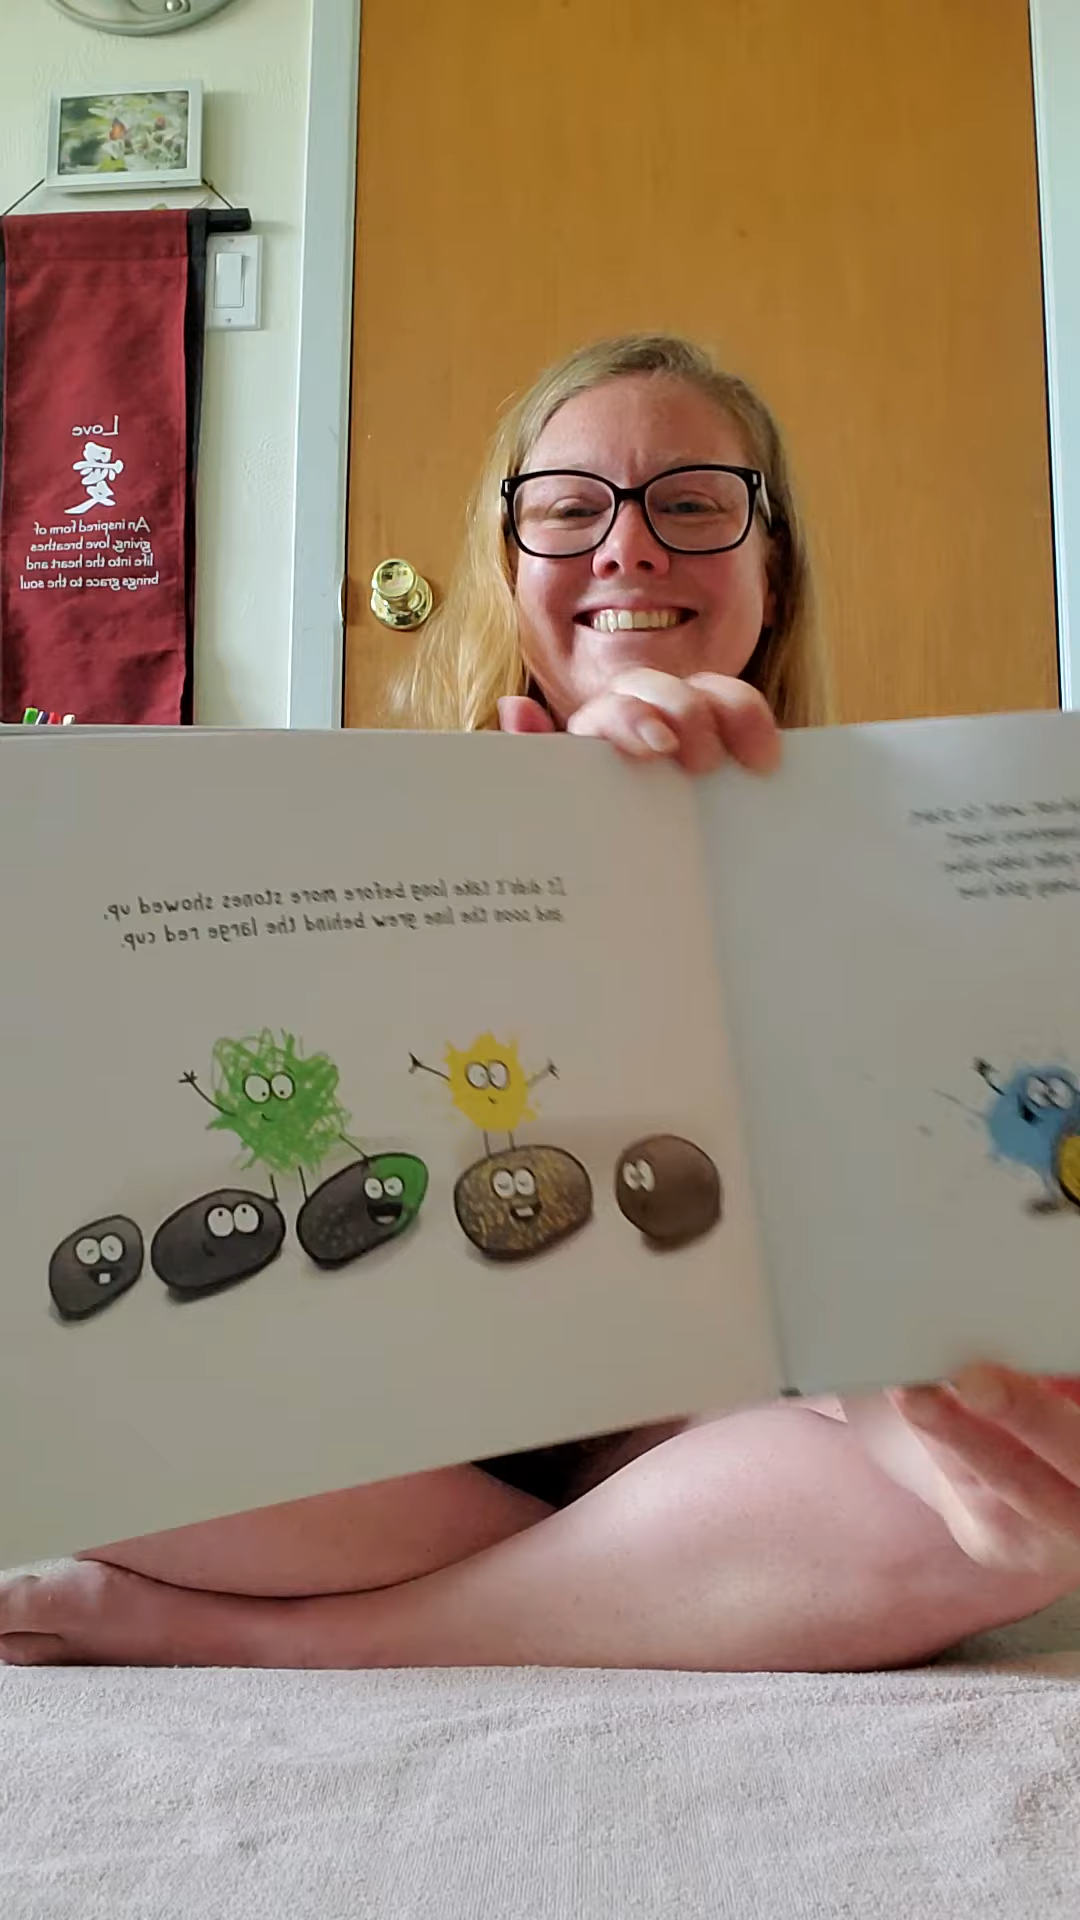 Love
愛
An inspired form of
giving, love breathes
life into the heart and
brings grace to the soul
It didn't take long before more stones showed up,
and soon the line grew behind the large red cup.